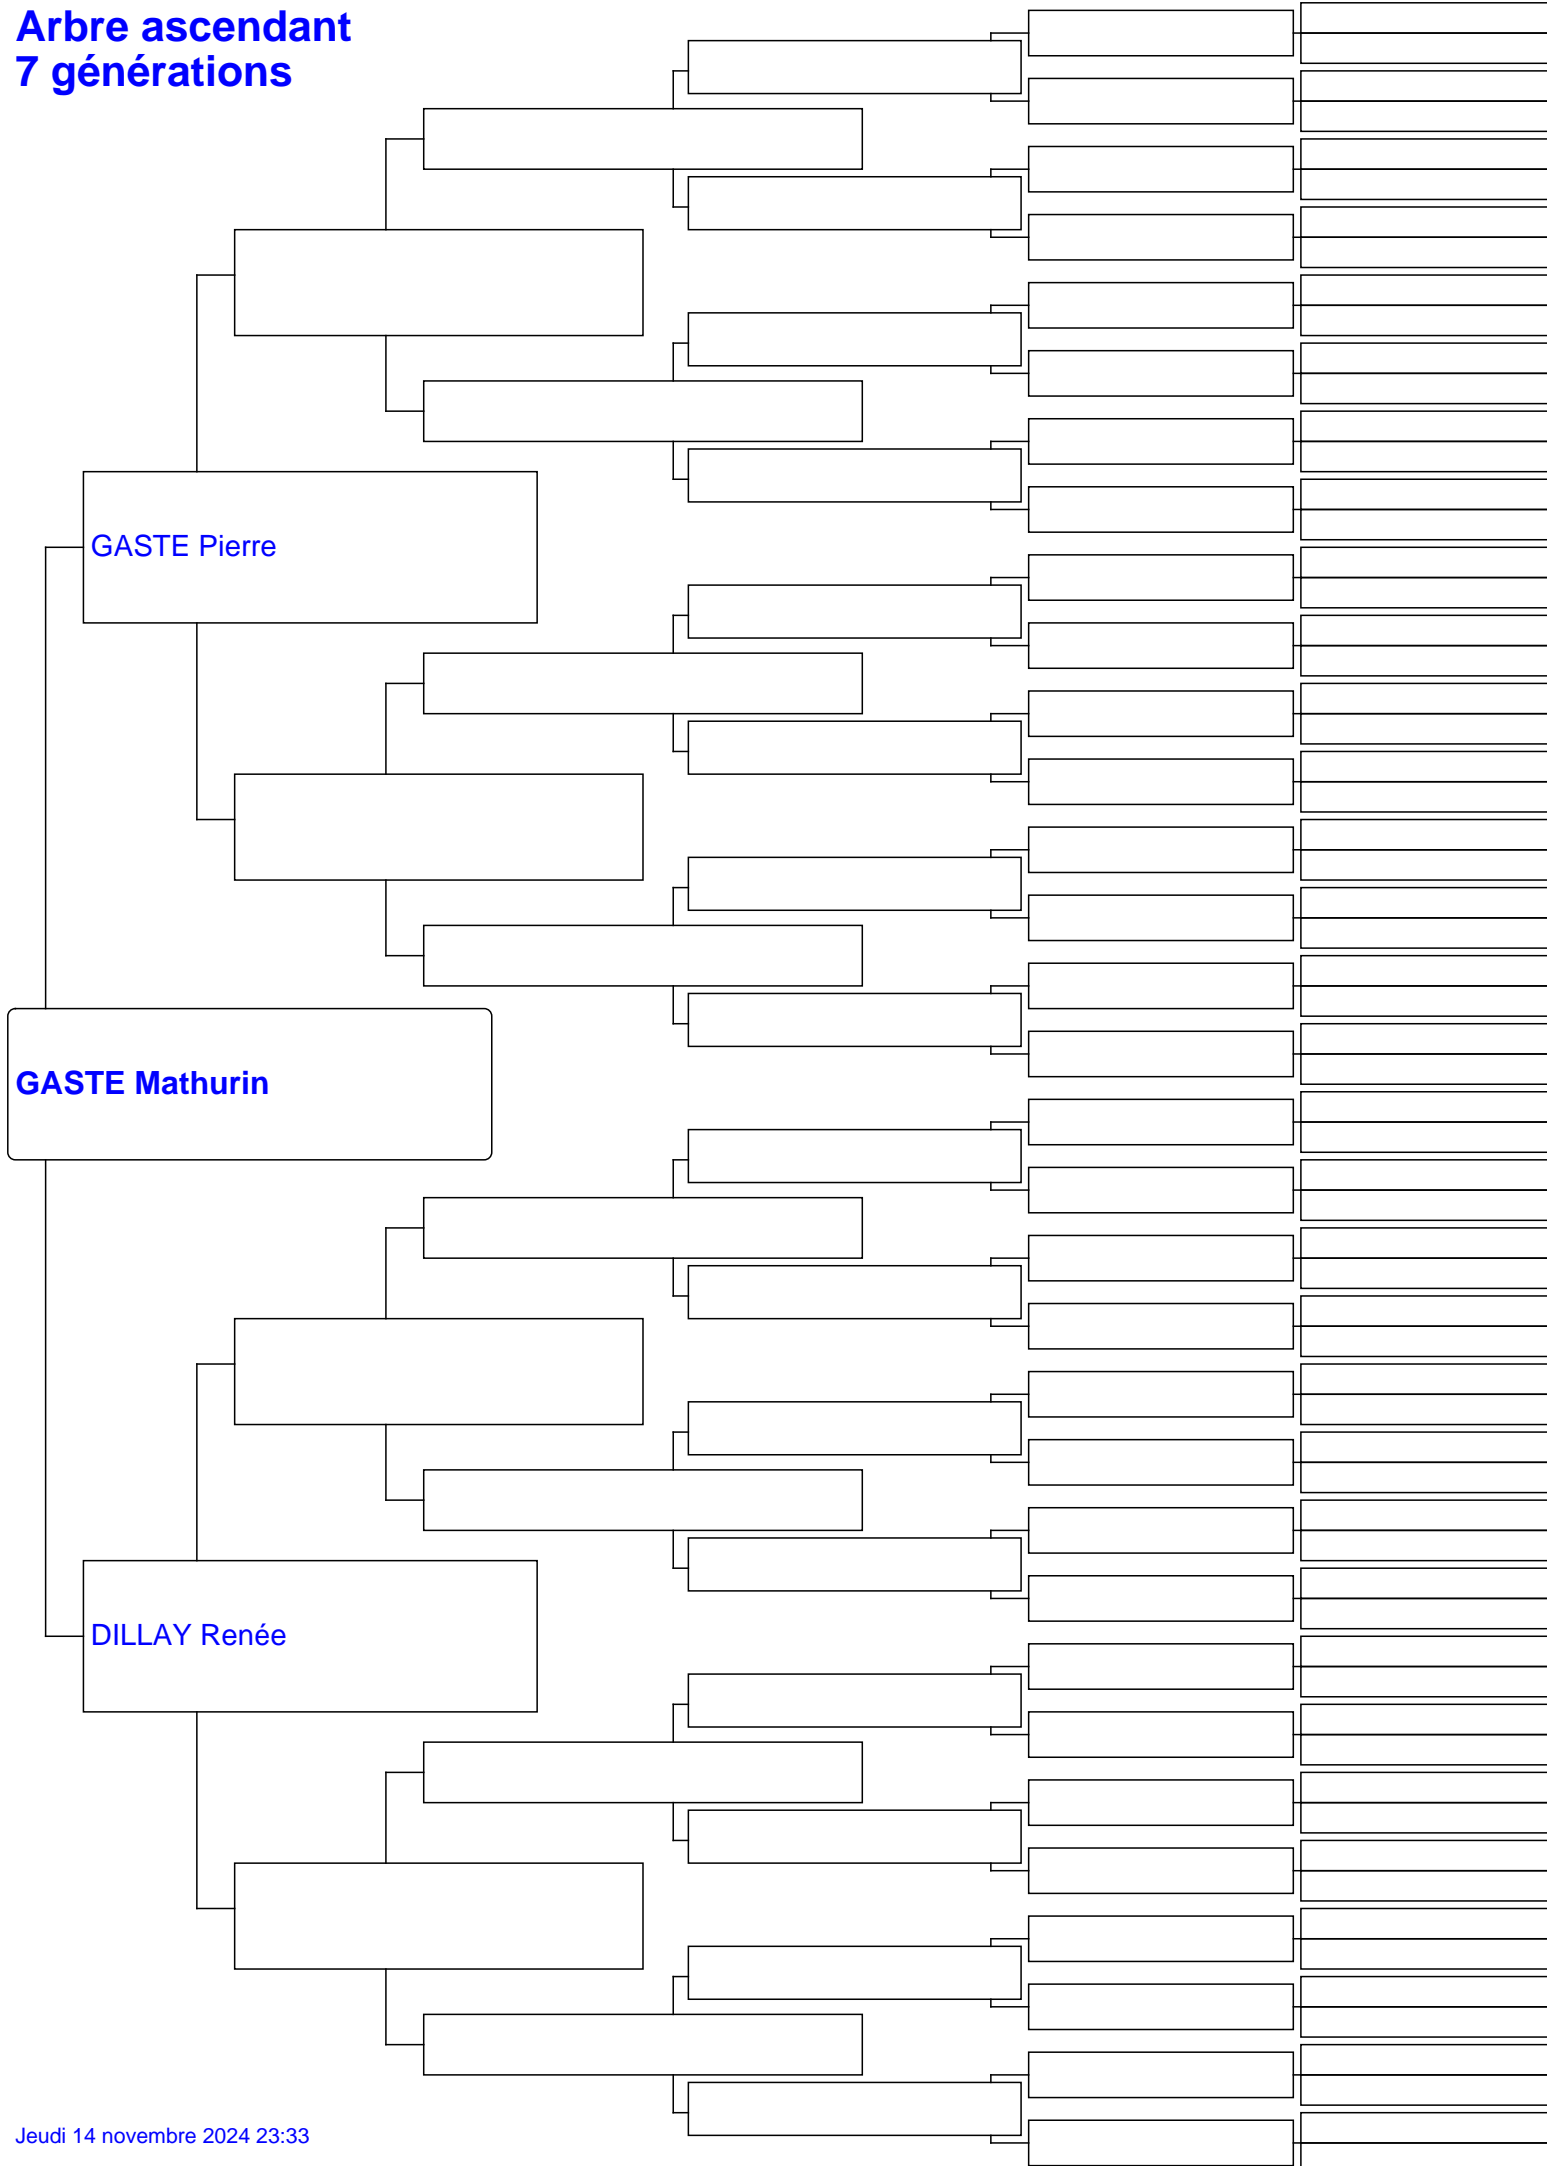 Arbre ascendant
7 générations
GASTE Pierre
GASTE Mathurin
DILLAY Renée
Jeudi 14 novembre 2024 23:33